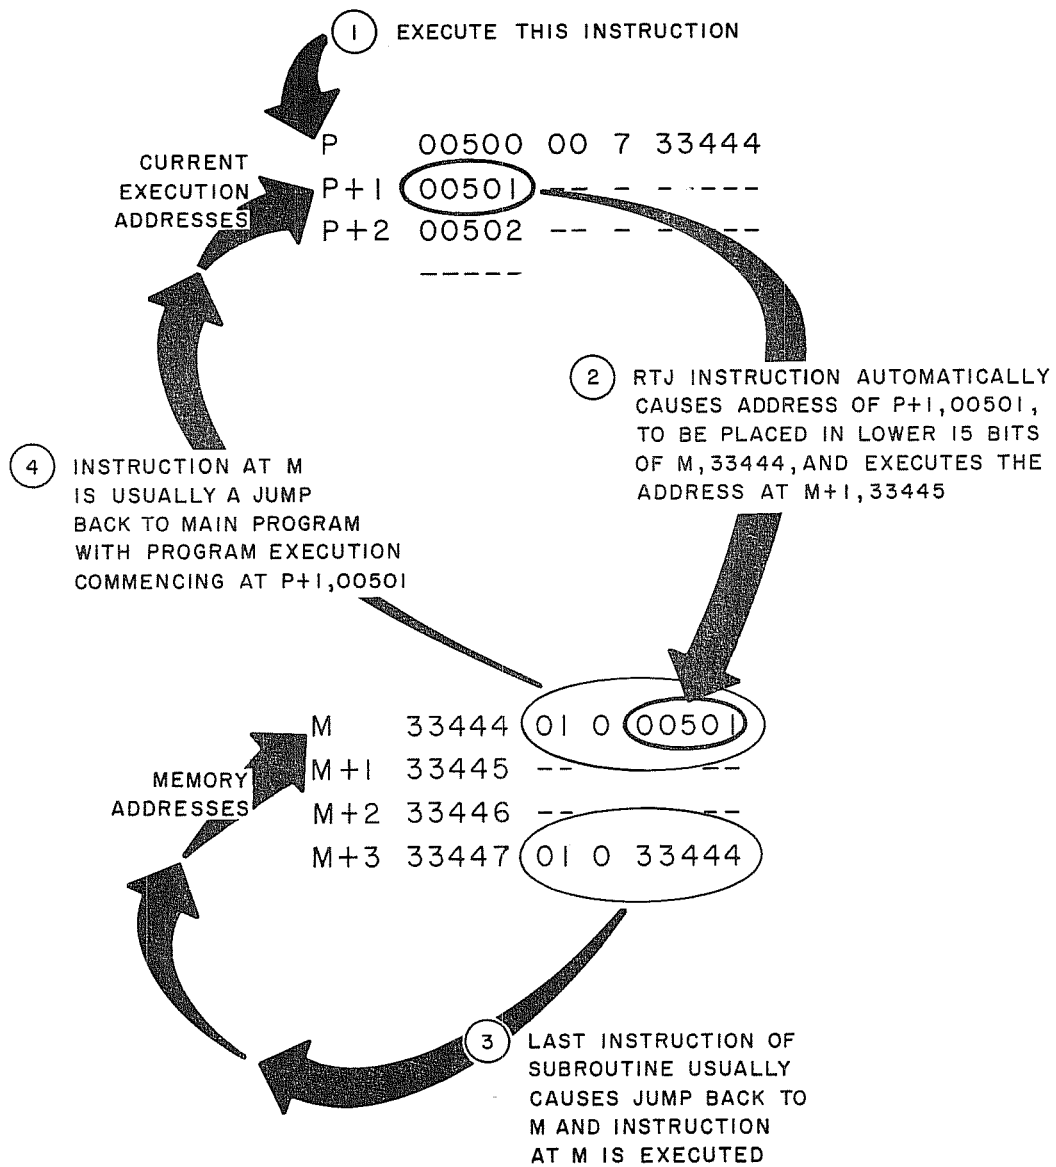 1 EXECUTE THIS INSTRUCTION
P 00500 00 7 33444
CURRENT
EXECUTION
ADDRESSES
P+1 00501 -- - -----
P+2 00502 -- - -----
-----
2 RTJ INSTRUCTION AUTOMATICALLY
CAUSES ADDRESS OF P+1,00501,
TO BE PLACED IN LOWER 15 BITS
OF M,33444,AND EXECUTES THE
ADDRESS AT M+1,33445
4 INSTRUCTION AT M
IS USUALLY A JUMP
BACK TO MAIN PROGRAM
WITH PROGRAM EXECUTION
COMMENCING AT P+1,00501
M 33444 01 0 00501
M+1 33445 -- --
MEMORY
ADDRESSES
M+2 33446 -- --
M+3 33447 01 0 33444
3 LAST INSTRUCTION OF
SUBROUTINE USUALLY
CAUSES JUMP BACK TO
M AND INSTRUCTION
AT M IS EXECUTED